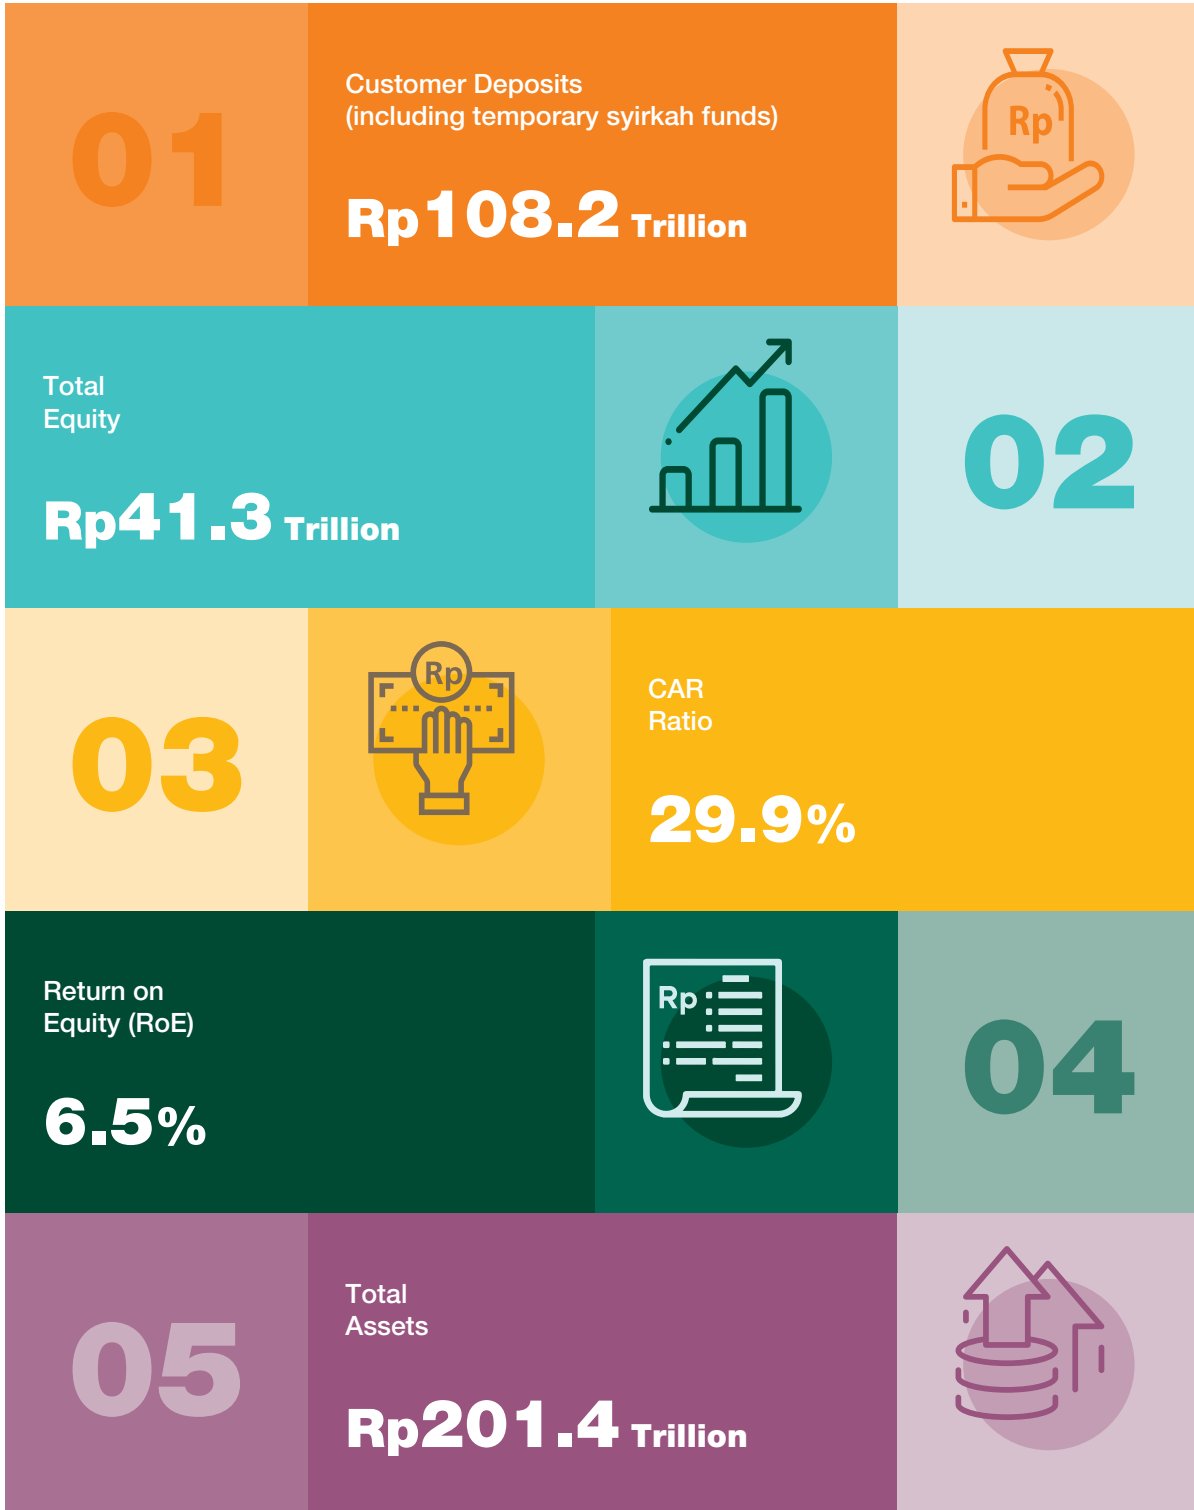 01
Customer Deposits
(including temporary syirkah funds)
Rp108.2 Trillion
Rp
Total
Equity
Rp41.3 Trillion
02
03
Rp
CAR
Ratio
29.9%
Return on
Equity (RoE)
6.5%
Rp
04
05
Total
Assets
Rp201.4 Trillion